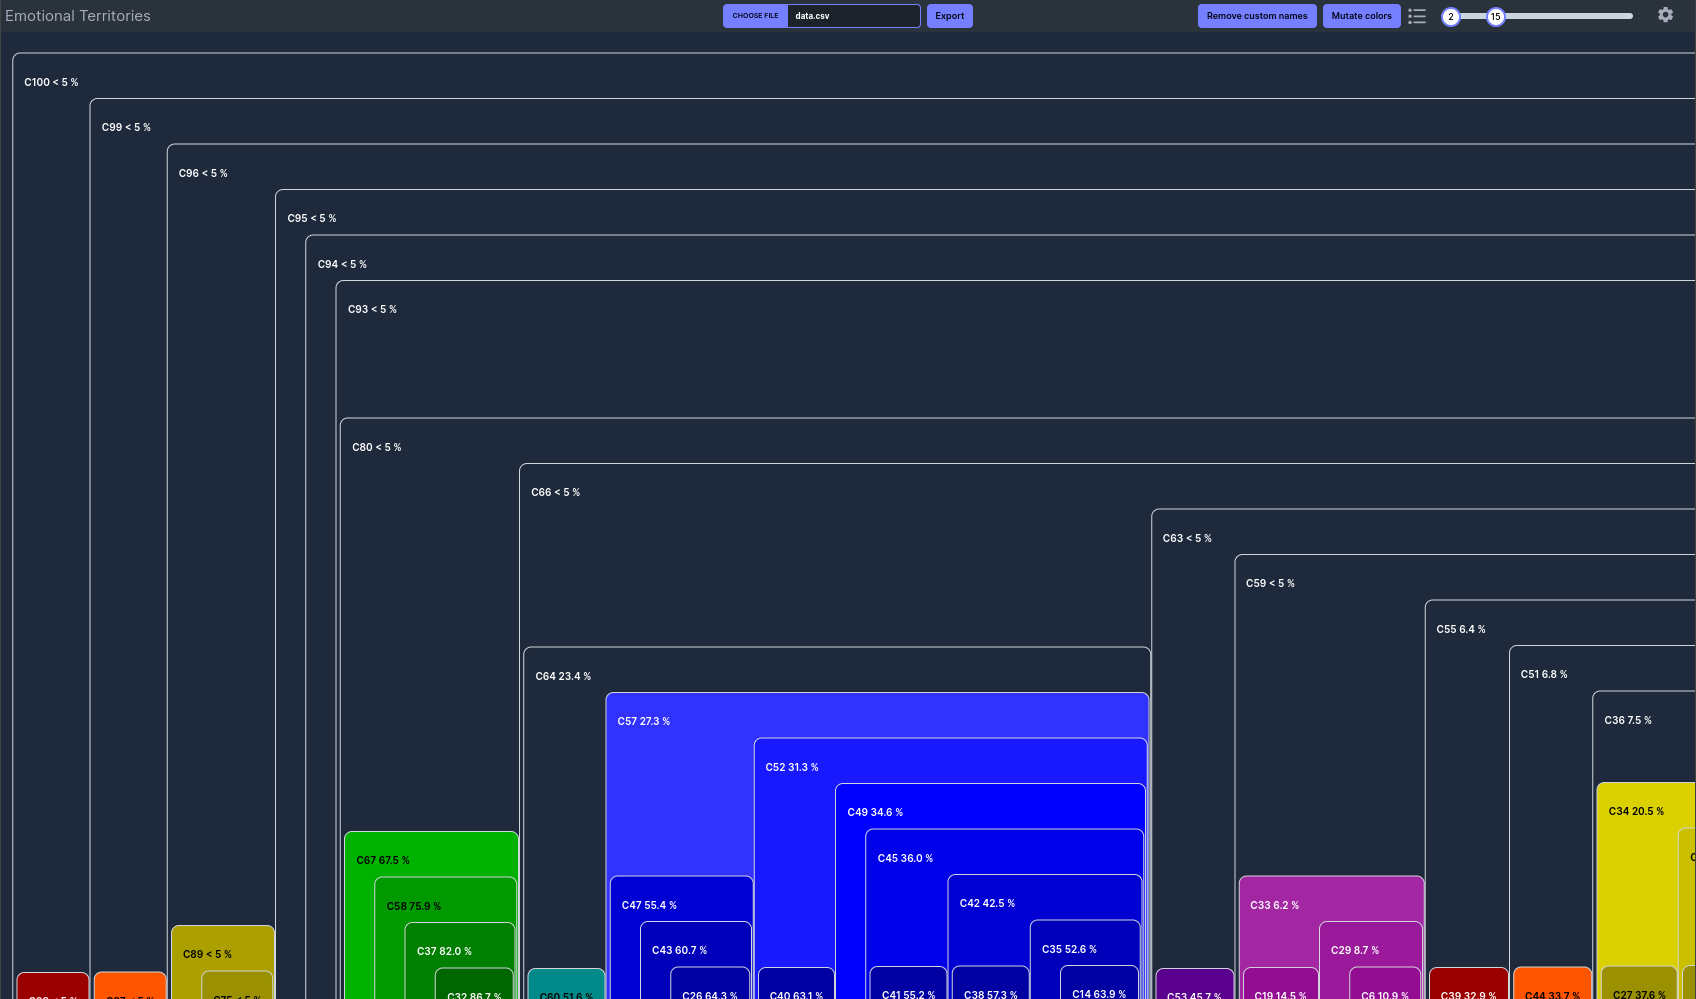 Emotional Territories
CHOOSE FILE
data.csv
Export
Remove custom names
Mutate colors
2
15
C100 < 5 %
C99 < 5 %
C96 < 5 %
C95 < 5 %
C94 < 5 %
C93 < 5 %
C80 < 5 %
C66 < 5 %
C63 < 5 %
C59 < 5 %
C55 6.4 %
C51 6.8 %
C64 23.4 %
C57 27.3 %
C36 7.5 %
C52 31.3 %
C49 34.6 %
C34 20.5 %
C67 67.5 %
C45 36.0 %
C58 75.9 %
C47 55.4 %
C42 42.5 %
C33 6.2 %
C37 82.0 %
C43 60.7 %
C35 52.6 %
C29 8.7 %
C89 < 5 %
C32 86.7 %
C60 51.6 %
C26 64.3 %
C40 63.1 %
C41 55.2 %
C38 57.3 %
C14 63.9 %
C53 45.7 %
C19 14.5 %
C6 10.9 %
C39 32.9 %
C44 33.7 %
C27 37.6 %